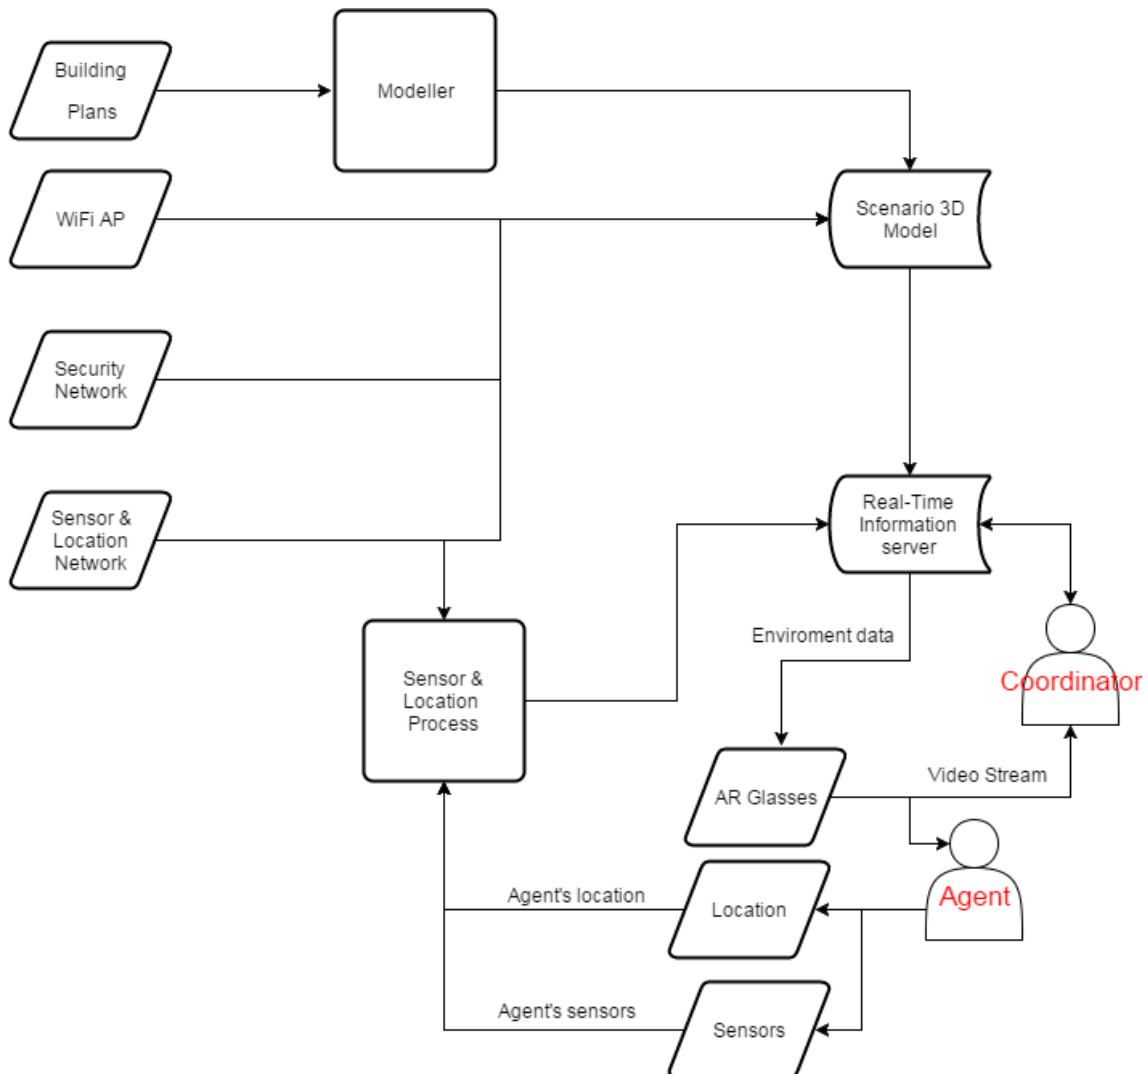 Building
Plans
Modeller
WiFi AP
Scenario 3D
Model
Security
Network
Sensor &
Location
Network
Real-Time
Information
server
Enviroment data
Coordinator
Sensor &
Location
Process
Video Stream
AR Glasses
Agent
Agent's location
Location
Agent's sensors
Sensors